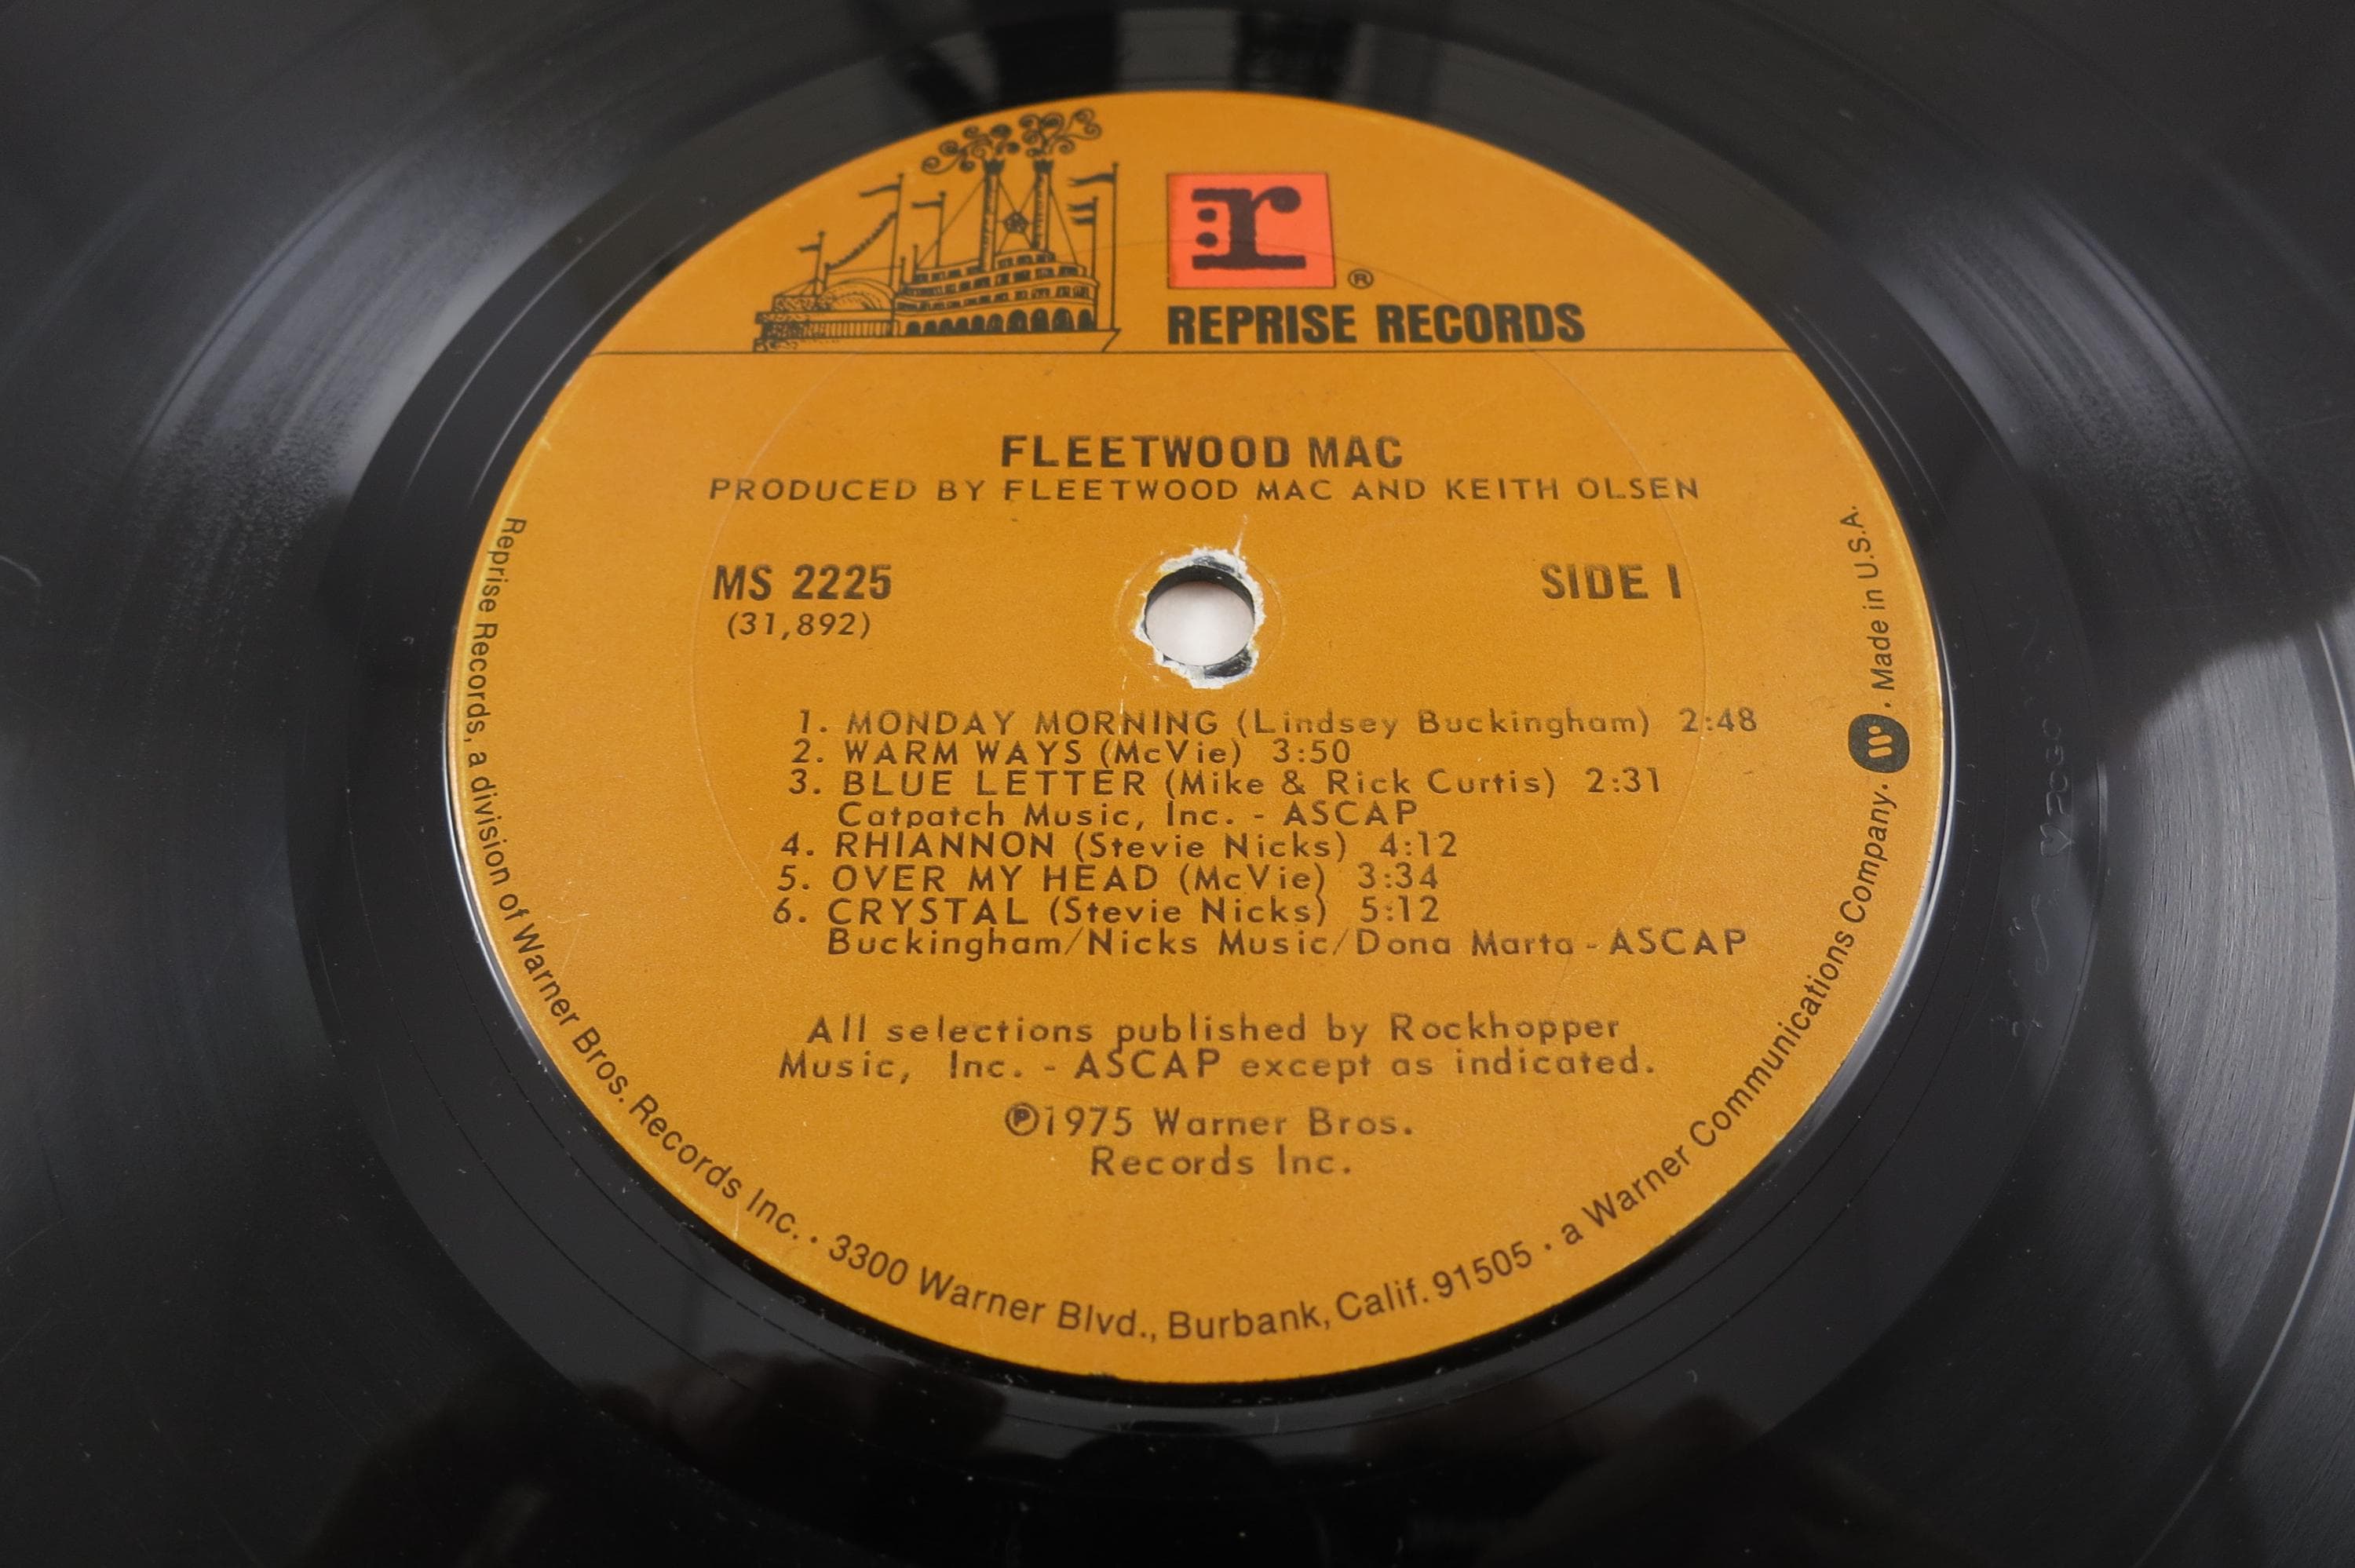 r
®
REPRISE RECORDS
FLEETWOOD MAC
PRODUCED BY FLEETWOOD MAC AND KEITH OLSEN
MS 2225
SIDE 1
(31,892)
1. MONDAY MORNING (Lindsey Buckingham) 2:48
2. WARM WAYS (McVie) 3:50
3. BLUE LETTER (Mike & Rick Curtis) 2:31
Catpatch Music, Inc. - ASCAP
4. RHIANNON (Stevie Nicks) 4:12
5. OVER MY HEAD (McVie) 3:34
6. CRYSTAL (Stevie Nicks) 5:12
Buckingham/Nicks Music/Dona Marta - ASCAP
All selections published by Rockhopper
Music, Inc. - ASCAP except as indicated.
℗1975 Warner Bros.
Records Inc.
Reprise Records, a division of Warner Bros. Records Inc. · 3300 Warner Blvd., Burbank, Calif. 91505 · a Warner Communications Company. W · Made in U.S.A.